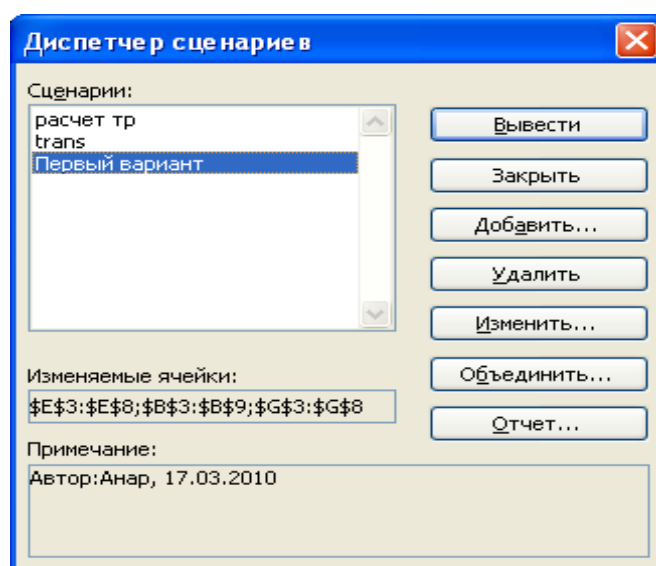 Диспетчер сценариев
Сценарии:
расчет тр
trans
Первый вариант
Вывести
Закрыть
Добавить...
Удалить
Изменить...
Объединить...
Отчет...
Изменяемые ячейки:
$E$3:$E$8;$B$3:$B$9;$G$3:$G$8
Примечание:
Автор:Анар, 17.03.2010